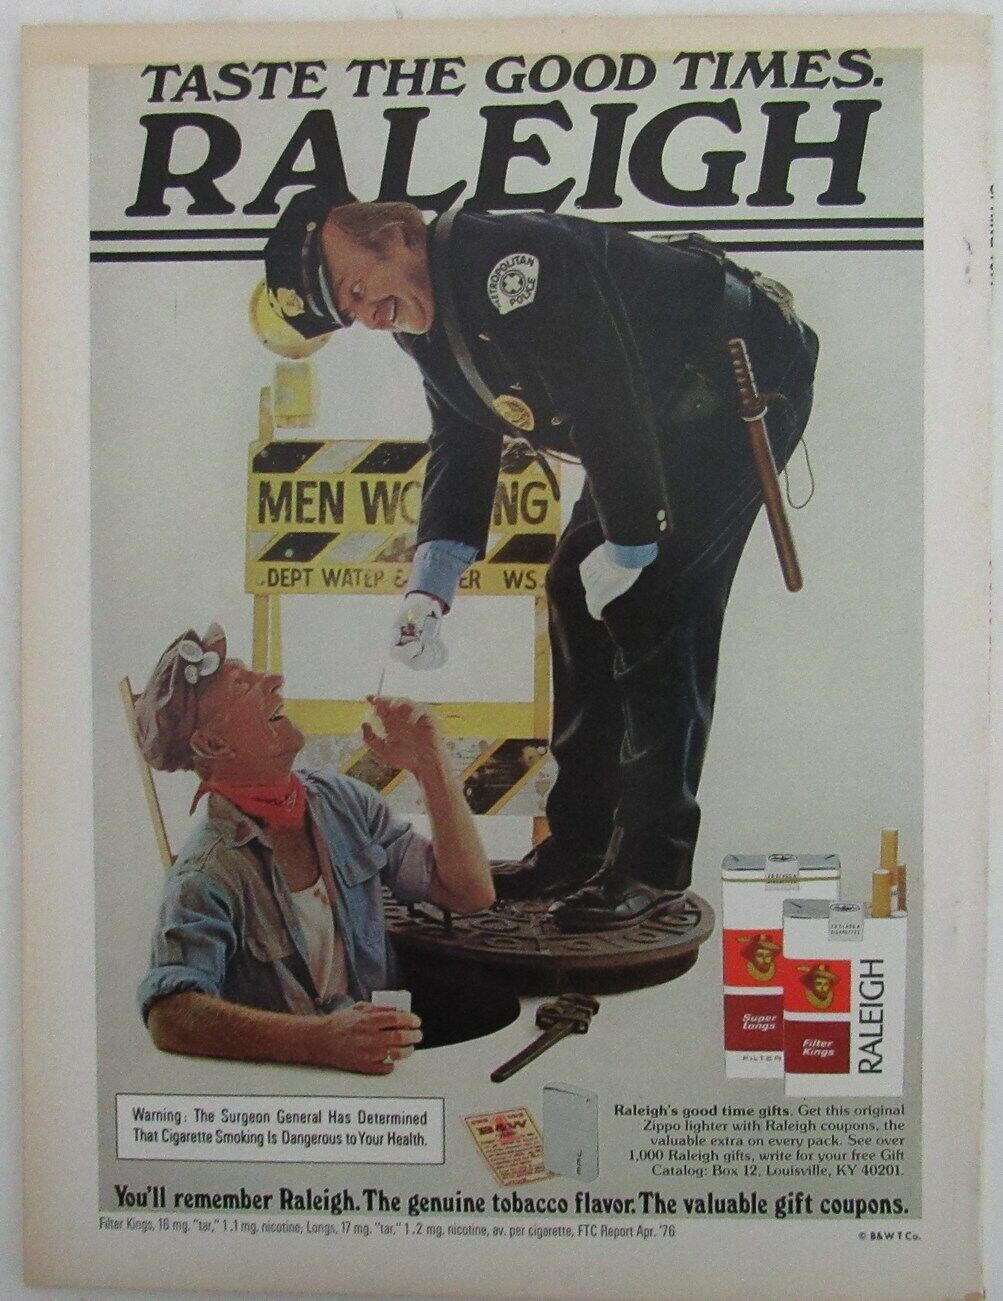 TASTE THE GOOD TIMES.
RALEIGH
METROPOLITAN
POLICE
MEN WO NG
DEPT WATER & ER WS.
Super
Longs
FILTER
Filter
Kings
RALEIGH
B&W
Warning: The Surgeon General Has Determined
That Cigarette Smoking Is Dangerous to Your Health.
Raleigh's good time gifts. Get this original
Zippo lighter with Raleigh coupons, the
valuable extra on every pack. See over
1,000 Raleigh gifts, write for your free Gift
Catalog: Box 12, Louisville, KY 40201.
You'll remember Raleigh. The genuine tobacco flavor. The valuable gift coupons.
Filter Kings, 16 mg. "tar," 1.1 mg. nicotine; Longs, 17 mg. "tar," 1.2 mg. nicotine, av. per cigarette, FTC Report Apr. '76
© B&W T Co.